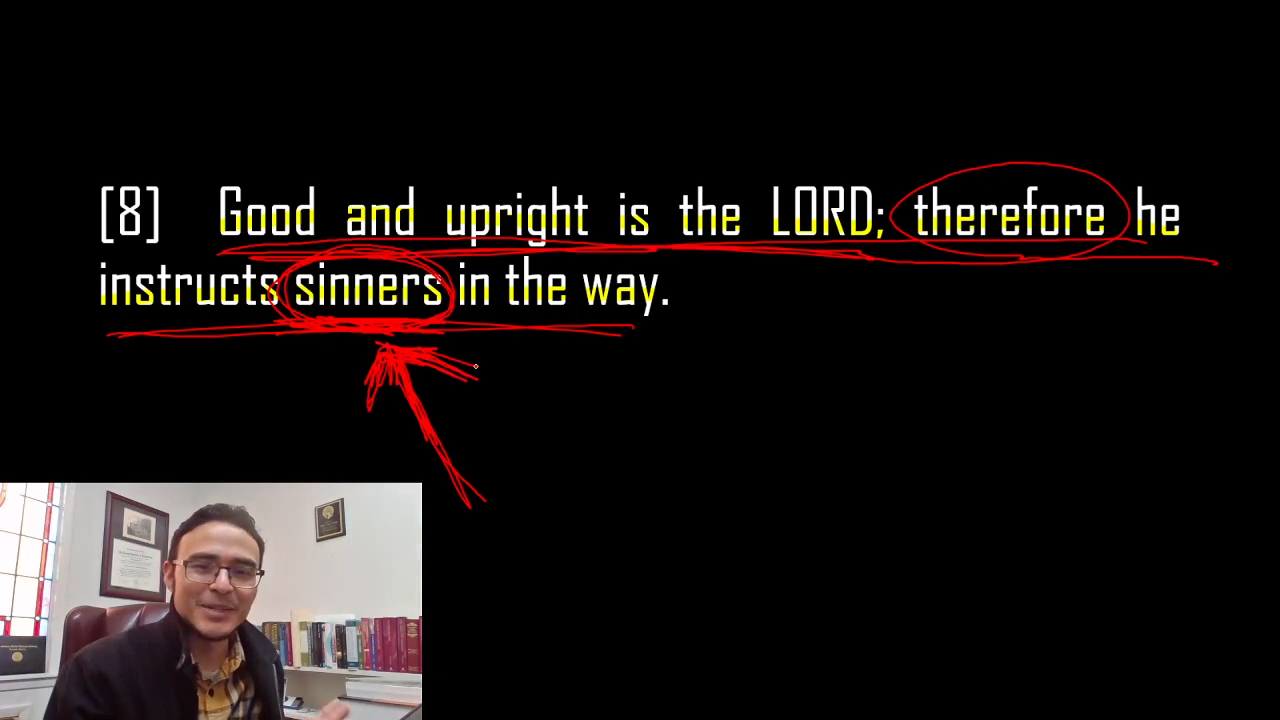 [8] Good and upright is the LORD; therefore he
instructs sinners in the way.